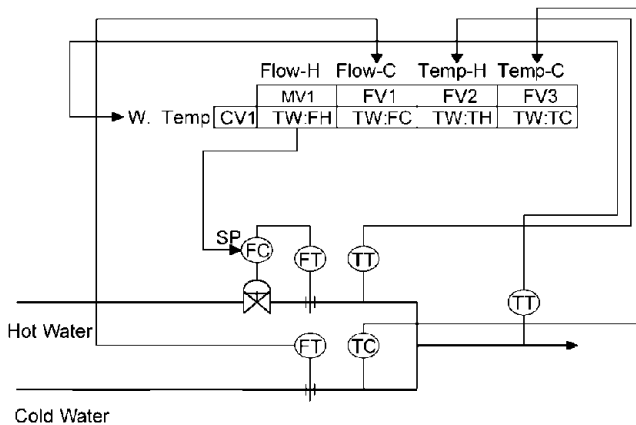 Flow-H Flow-C Temp-H Temp-C
MV1 FV1 FV2 FV3
W. Temp CV1 TW:FH TW:FC TW:TH TW:TC
SP
FC
FT
TT
TT
Hot Water
FT
TC
Cold Water